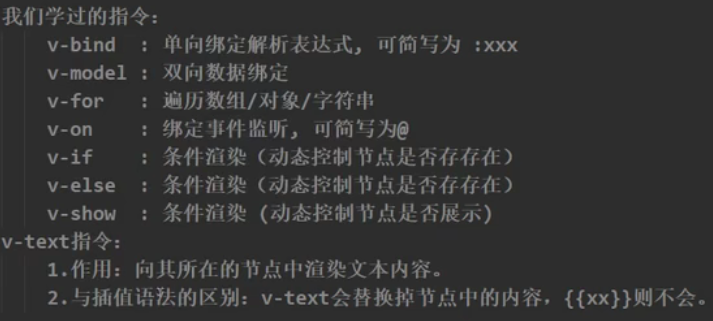 我们学过的指令:
v-bind : 单向绑定解析表达式, 可简写为 :xxx
v-model : 双向数据绑定
v-for : 遍历数组/对象/字符串
v-on : 绑定事件监听, 可简写为@
v-if : 条件渲染（动态控制节点是否存存在）
v-else : 条件渲染（动态控制节点是否存存在）
v-show : 条件渲染 (动态控制节点是否展示)
v-text指令:
1.作用: 向其所在的节点中渲染文本内容。
2.与插值语法的区别: v-text会替换掉节点中的内容, {{xx}}则不会。